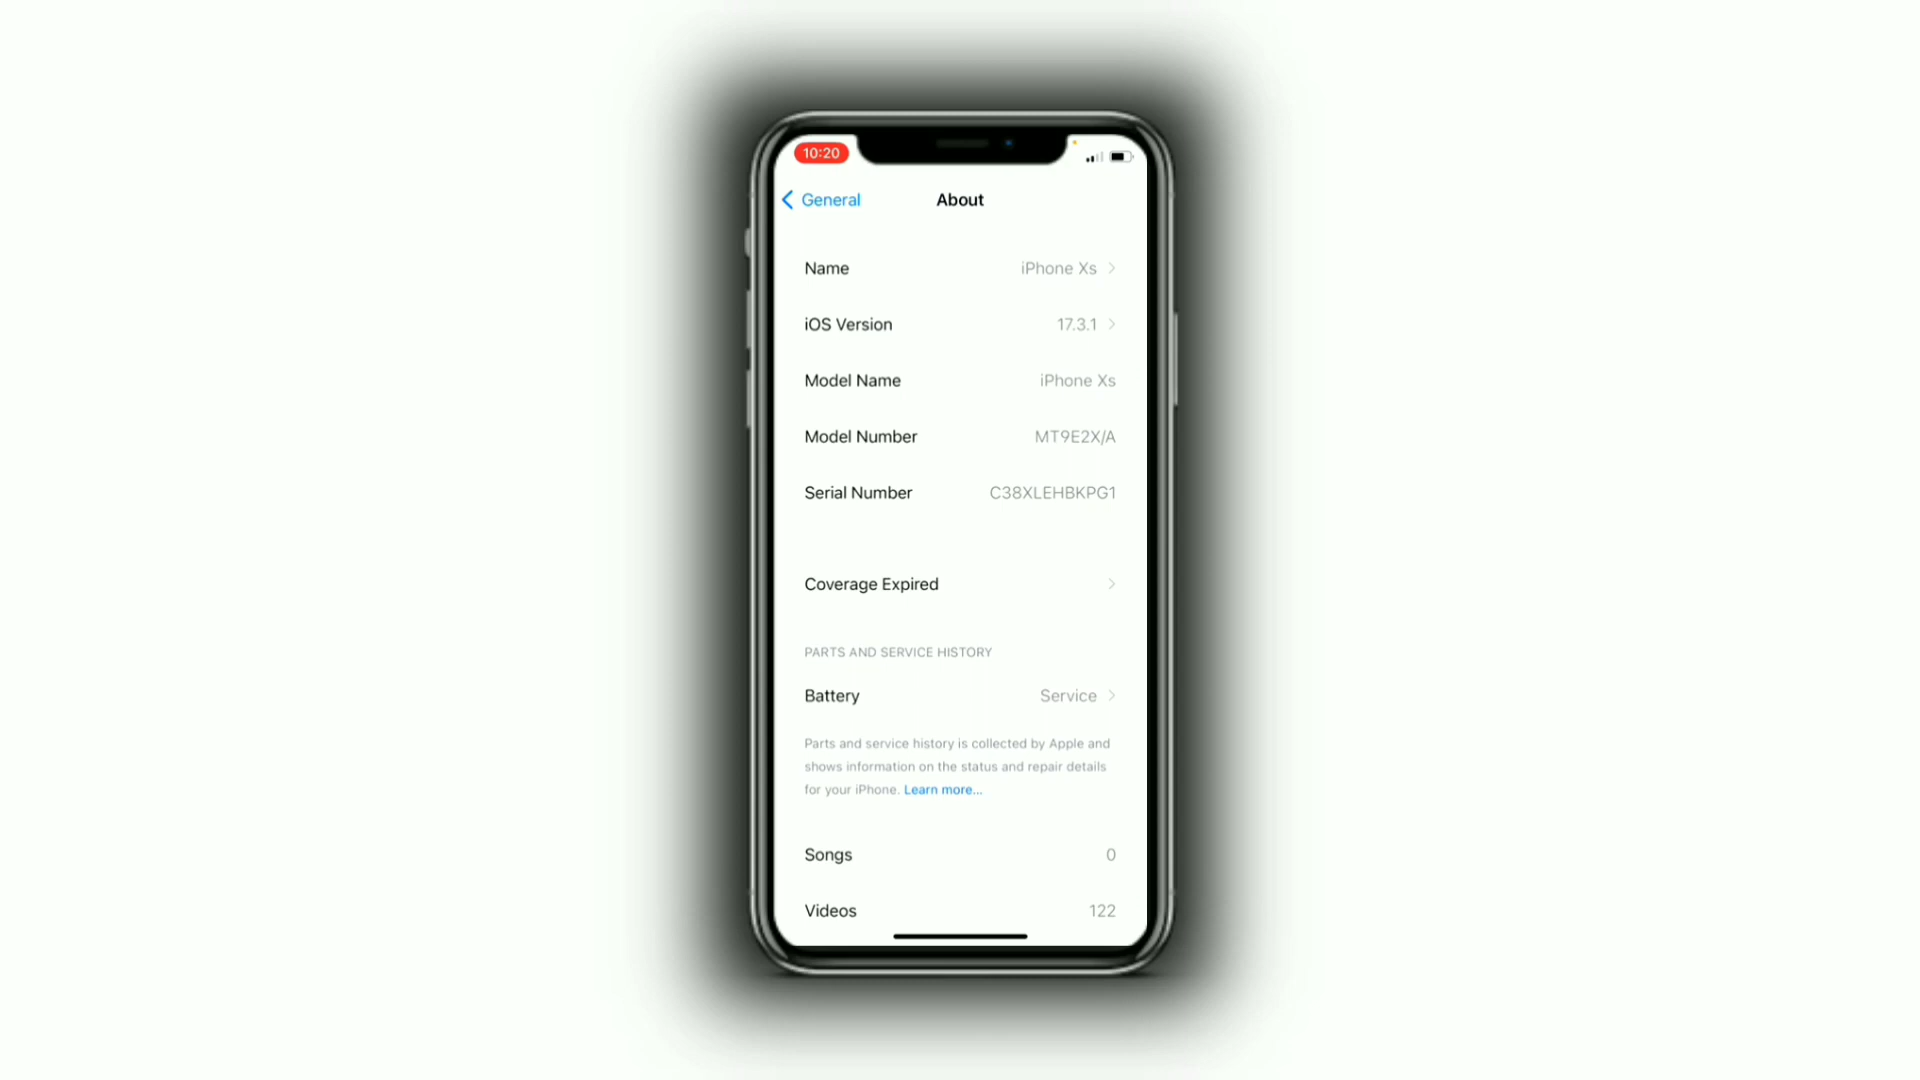 10:20
General
About
Name
iPhone Xs
iOS Version
17.3.1
Model Name
iPhone Xs
Model Number
MT9E2X/A
Serial Number
C38XLEHBKPG1
Coverage Expired
PARTS AND SERVICE HISTORY
Battery
Service
Parts and service history is collected by Apple and
shows information on the status and repair details
for your iPhone. Learn more...
Songs
0
Videos
122